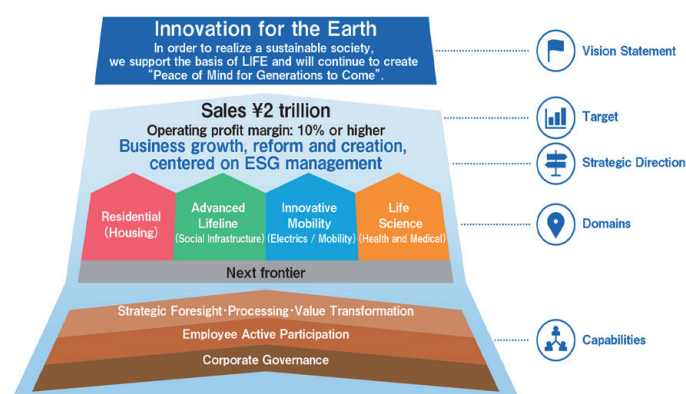 Innovation for the Earth
In order to realize a sustainable society,
we support the basis of LIFE and will continue to create
“Peace of Mind for Generations to Come”.
Vision Statement
Sales ¥2 trillion
Operating profit margin: 10% or higher
Target
Business growth, reform and creation,
centered on ESG management
Strategic Direction
Residential
(Housing)
Advanced
Lifeline
(Social Infrastructure)
Innovative
Mobility
(Electrics / Mobility)
Life
Science
(Health and Medical)
Domains
Next frontier
Strategic Foresight・Processing・Value Transformation
Employee Active Participation
Corporate Governance
Capabilities